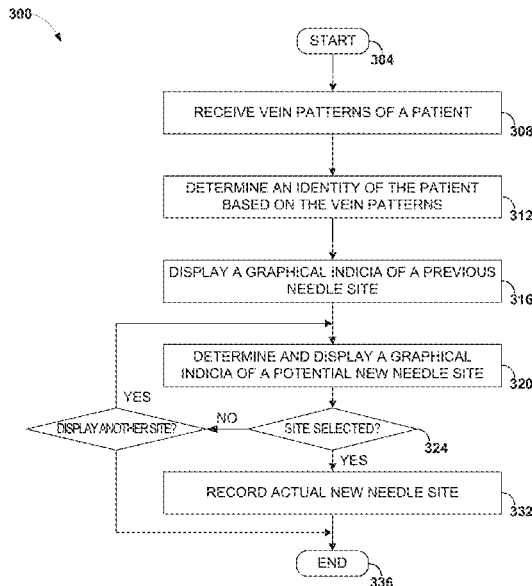 300
START
304
RECEIVE VEIN PATTERNS OF A PATIENT
308
DETERMINE AN IDENTITY OF THE PATIENT
BASED ON THE VEIN PATTERNS
312
DISPLAY A GRAPHICAL INDICIA OF A PREVIOUS
NEEDLE SITE
316
DETERMINE AND DISPLAY A GRAPHICAL
INDICIA OF A POTENTIAL NEW NEEDLE SITE
320
YES
DISPLAY ANOTHER SITE?
NO
SITE SELECTED?
324
YES
RECORD ACTUAL NEW NEEDLE SITE
332
END
336